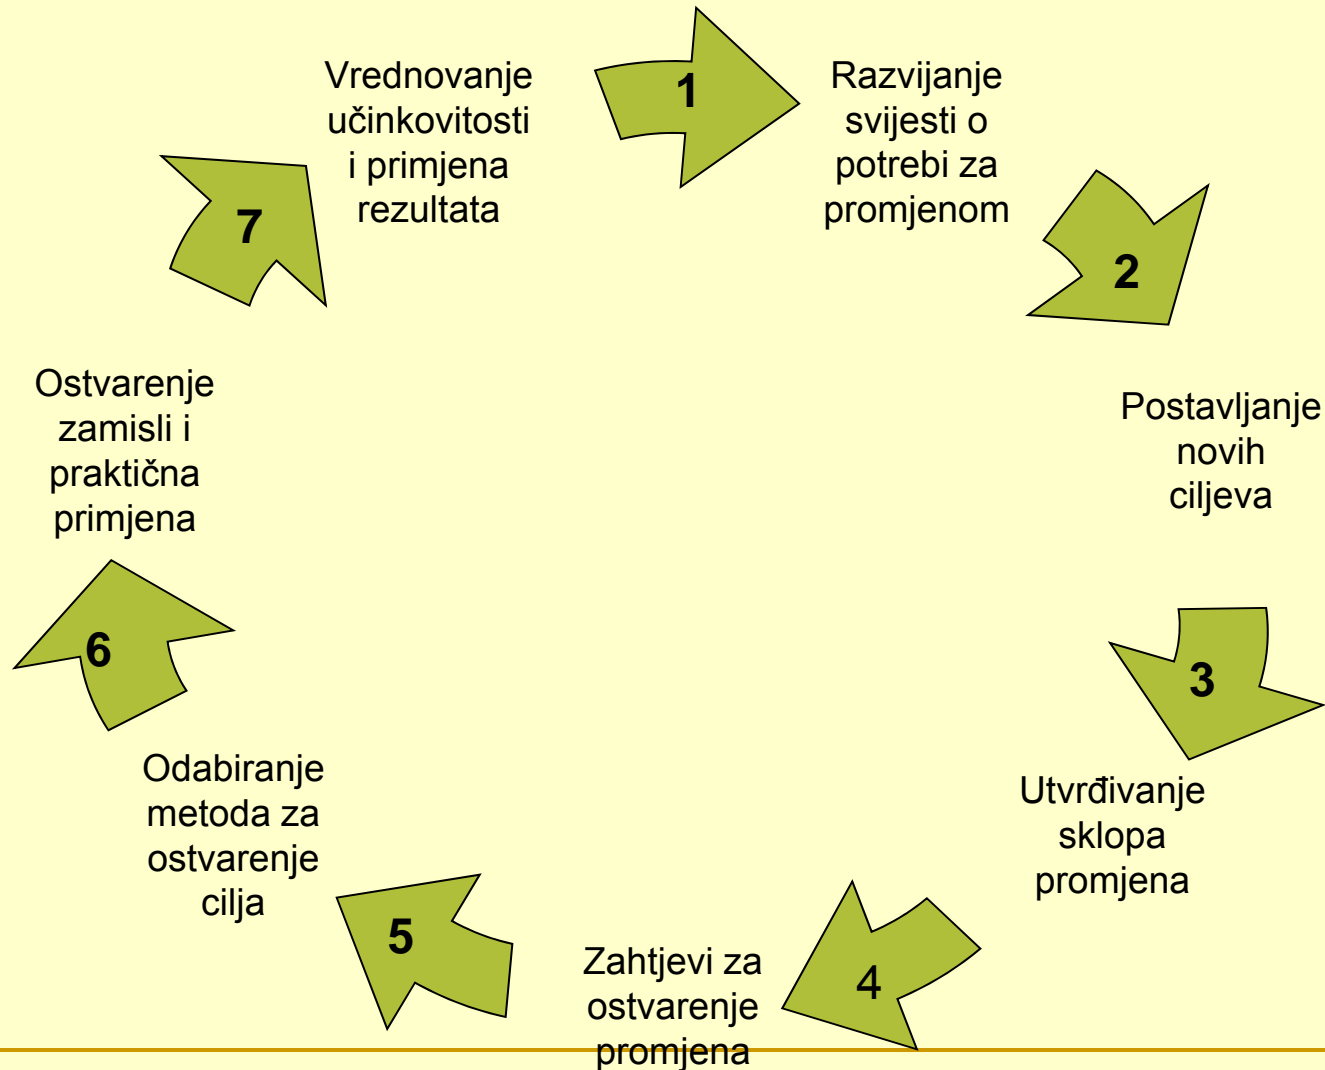 Vrednovanje
učinkovitosti
i primjena
rezultata
1
Razvijanje
svijesti o
potrebi za
promjenom
2
Postavljanje
novih
ciljeva
3
Utvrđivanje
sklopa
promjena
4
Zahtjevi za
ostvarenje
promjena
5
Odabiranje
metoda za
ostvarenje
cilja
6
Ostvarenje
zamisli i
praktična
primjena
7